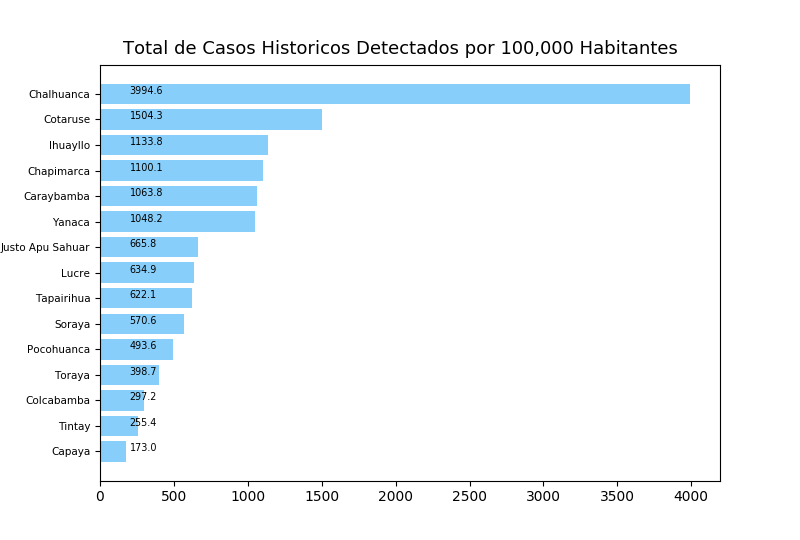 Total de Casos Historicos Detectados por 100,000 Habitantes
Chalhuanca 3994.6
Cotaruse 1504.3
Ihuayllo 1133.8
Chapimarca 1100.1
Caraybamba 1063.8
Yanaca 1048.2
Justo Apu Sahuar 665.8
Lucre 634.9
Tapairihua 622.1
Soraya 570.6
Pocohuanca 493.6
Toraya 398.7
Colcabamba 297.2
Tintay 255.4
Capaya 173.0
0 500 1000 1500 2000 2500 3000 3500 4000